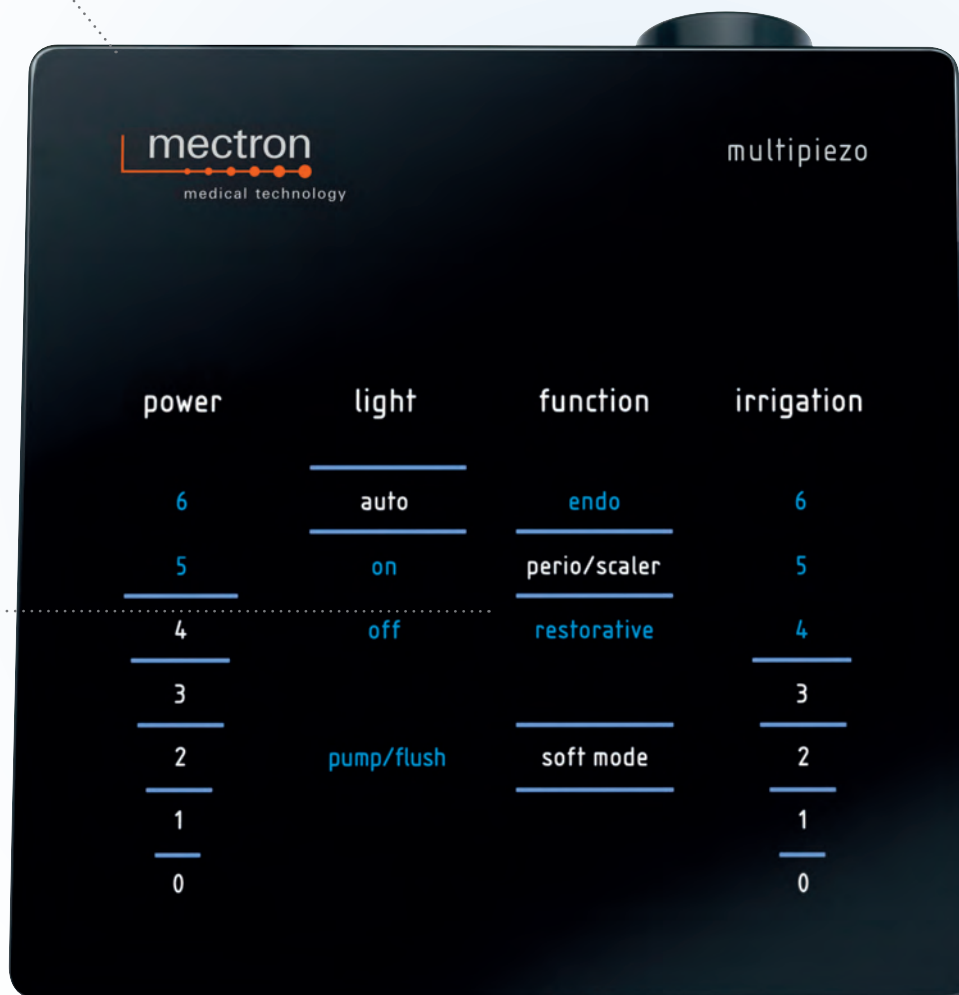 mectron
multipiezo
medical technology
power light function irrigation
6 auto endo 6
5 on perio/scaler 5
4 off restorative 4
3 3
2 pump/flush soft mode 2
1 1
0 0